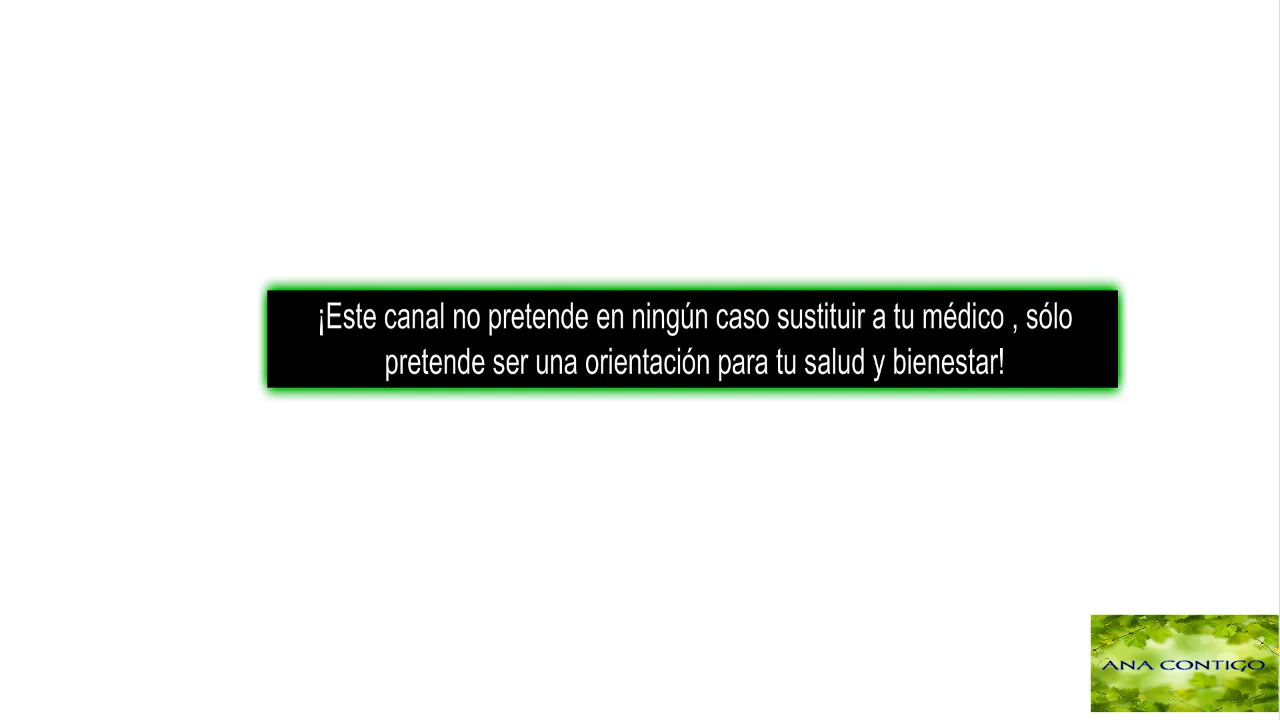 ¡Este canal no pretende en ningún caso sustituir a tu médico , sólo
pretende ser una orientación para tu salud y bienestar!
ANA CONTIGO